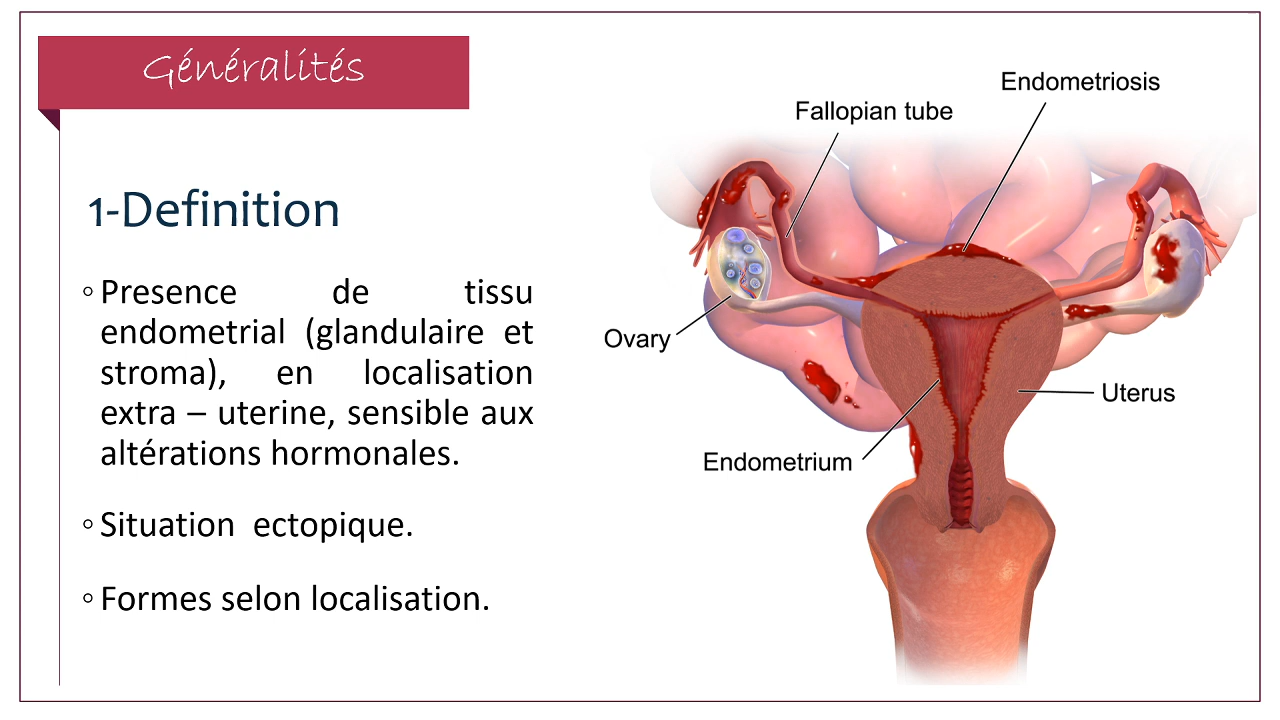 Généralités
1-Definition
◦ Presence de tissu
endometrial (glandulaire et
stroma), en localisation
extra – uterine, sensible aux
altérations hormonales.
◦ Situation ectopique.
◦ Formes selon localisation.
Endometriosis
Fallopian tube
Ovary
Uterus
Endometrium